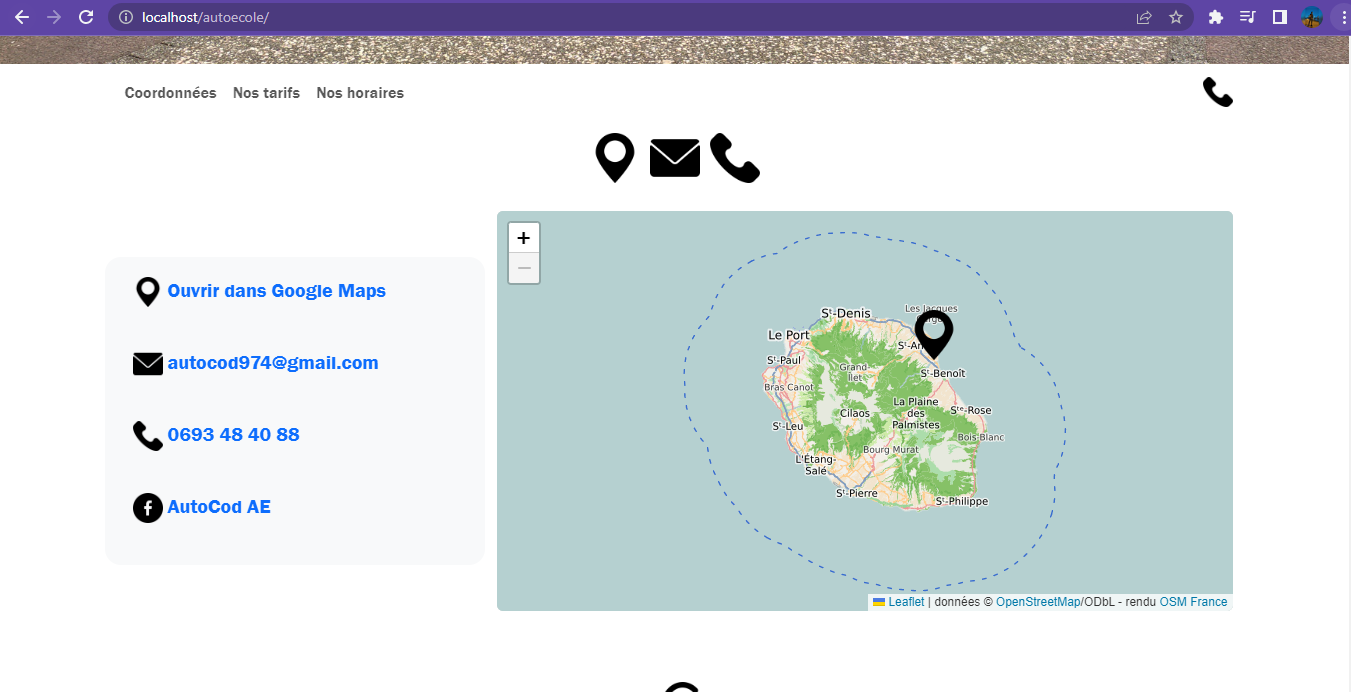 localhost/autoecole/
Coordonnées Nos tarifs Nos horaires
Ouvrir dans Google Maps
autocod974@gmail.com
0693 48 40 88
AutoCod AE
+
−
Les Jacques
Sᵗ-Denis
Le Port
Sᵗ-Paul
Grand-
Îlet
Sᵗ-Benoît
Bras Canot
La Plaine
des
Palmistes
Cilaos
Sᵗᵉ-Rose
Sᵗ-Leu
Bois-Blanc
Bourg Murat
L'Étang-
Salé
Sᵗ-Pierre
Sᵗ-Philippe
Leaflet | données © OpenStreetMap/ODbL - rendu OSM France